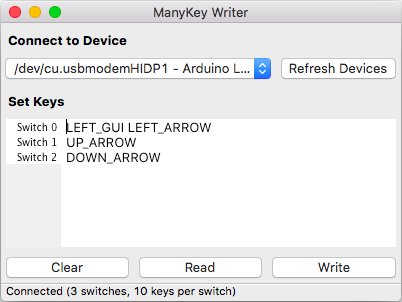 ManyKey Writer
Connect to Device
/dev/cu.usbmodemHIDP1 - Arduino L... Refresh Devices
Set Keys
Switch 0 LEFT_GUI LEFT_ARROW
Switch 1 UP_ARROW
Switch 2 DOWN_ARROW
Clear Read Write
Connected (3 switches, 10 keys per switch)